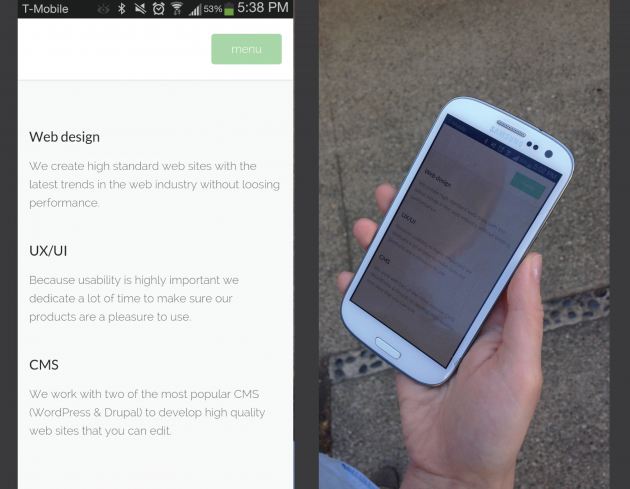 T-Mobile 53% 5:38 PM
menu
Web design
We create high standard web sites with the
latest trends in the web industry without loosing
performance.
UX/UI
Because usability is highly important we
dedicate a lot of time to make sure our
products are a pleasure to use.
CMS
We work with two of the most popular CMS
(WordPress & Drupal) to develop high quality
web sites that you can edit.
SAMSUNG
Web design
UX/UI
CMS